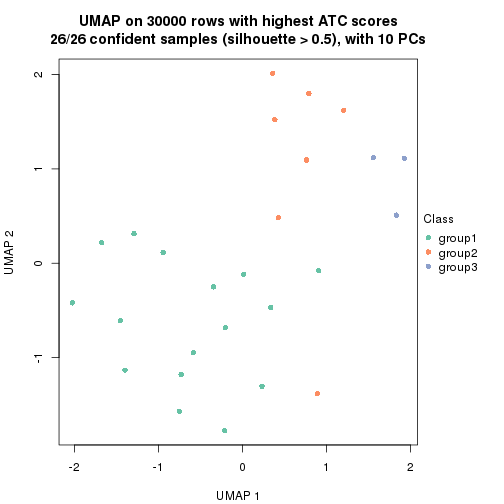 UMAP on 30000 rows with highest ATC scores
26/26 confident samples (silhouette > 0.5), with 10 PCs
2
1
0
-1
UMAP 2
-2
-1
0
1
2
UMAP 1
Class
group1
group2
group3